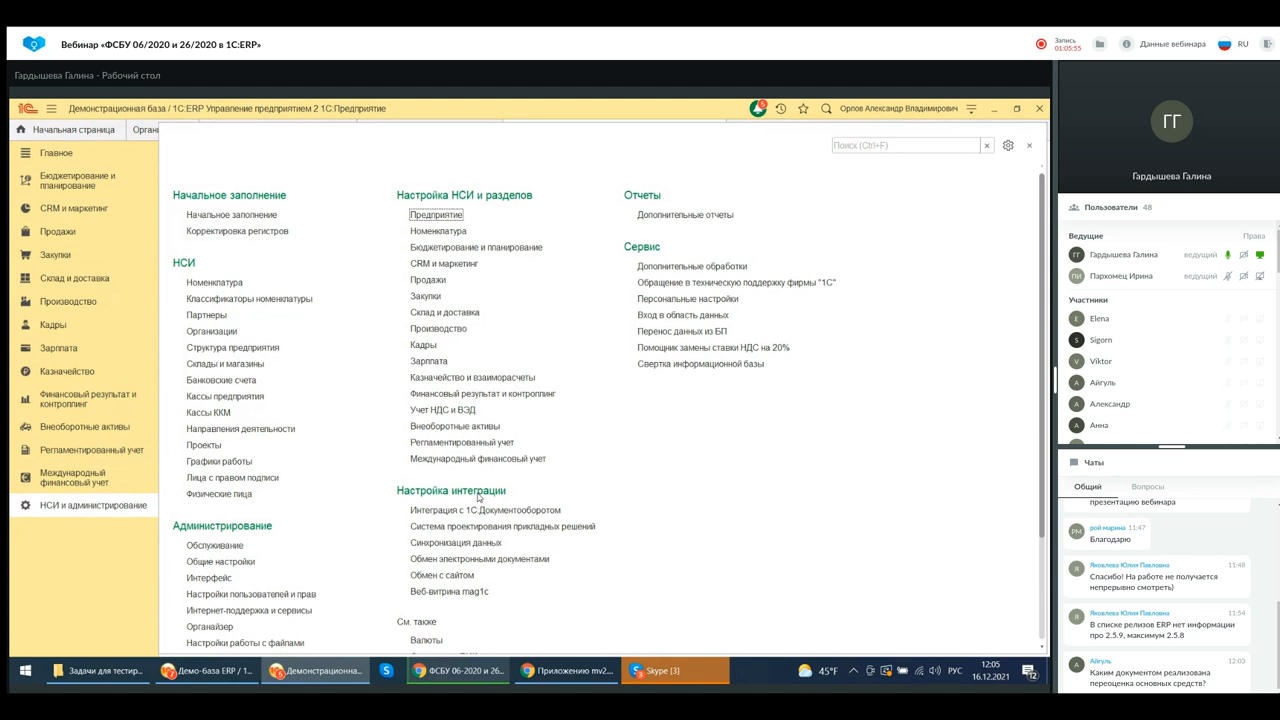 Вебинар «ФСБУ 06/2020 и 26/2020 в 1С:ERP»
Запись
01:05:55
Данные вебинара
RU
Гардышева Галина - Рабочий стол
Демонстрационная база / 1С:ERP Управление предприятием 2 1С:Предприятие
Орлов Александр Владимирович
Начальная страница
Органи
Поиск (Ctrl+F)
Главное
Бюджетирование и
планирование
CRM и маркетинг
Продажи
Закупки
Склад и доставка
Производство
Кадры
Зарплата
Казначейство
Финансовый результат и
контроллинг
Внеоборотные активы
Регламентированный учет
Международный
финансовый учет
НСИ и администрирование
Начальное заполнение
Начальное заполнение
Корректировка регистров
НСИ
Номенклатура
Классификаторы номенклатуры
Партнеры
Организации
Структура предприятия
Склады и магазины
Банковские счета
Кассы предприятия
Кассы ККМ
Направления деятельности
Проекты
Графики работы
Лица с правом подписи
Физические лица
Администрирование
Обслуживание
Общие настройки
Интерфейс
Настройки пользователей и прав
Интернет-поддержка и сервисы
Органайзер
Настройки работы с файлами
Настройка НСИ и разделов
Предприятие
Номенклатура
Бюджетирование и планирование
CRM и маркетинг
Продажи
Закупки
Склад и доставка
Производство
Кадры
Зарплата
Казначейство и взаиморасчеты
Финансовый результат и контроллинг
Учет НДС и ВЭД
Внеоборотные активы
Регламентированный учет
Международный финансовый учет
Настройка интеграции
Интеграция с 1С:Документооборотом
Система проектирования прикладных решений
Синхронизация данных
Обмен электронными документами
Обмен с сайтом
Веб-витрина mag1c
См. также
Валюты
Отчеты
Дополнительные отчеты
Сервис
Дополнительные обработки
Обращение в техническую поддержку фирмы "1С"
Персональные настройки
Вход в область данных
Перенос данных из БП
Помощник замены ставки НДС на 20%
Свертка информационной базы
ГГ
Гардышева Галина
Пользователи 48
Ведущие
Права
ГГ Гардышева Галина ведущий
ПИ Пархомец Ирина ведущий
Участники
E Elena
S Sigorn
V Viktor
А Айгуль
А Александр
А Анна
Чаты
Общий
Вопросы
презентацию вебинара
РМ рой марина 11:47
Благодарю
Я Яковлева Юлия Павловна 11:48
Спасибо! На работе не получается
непрерывно смотреть)
Я Яковлева Юлия Павловна 11:54
В списке релизов ERP нет информации
про 2.5.9, максимум 2.5.8
А Айгуль 12:03
Каким документом реализована
переоценка основных средств?
Задачи для тестир...
Демо-база ERP / 1...
Демонстрационна...
ФСБУ 06-2020 и 26...
Приложению mv2...
Skype [3]
45°F
РУС
12:05
16.12.2021
12